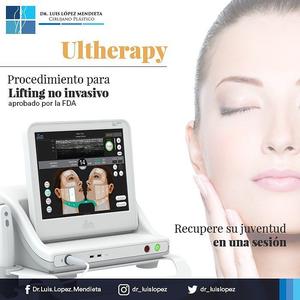 DR. LUIS LÓPEZ MENDIETA
CIRUJANO PLÁSTICO
Ultherapy
Procedimiento para
Lifting no invasivo
aprobado por la FDA
14
Recupere su juventud
en una sesión
Dr.Luis.Lopez.Mendieta
dr_luislopez
dr_luislopez